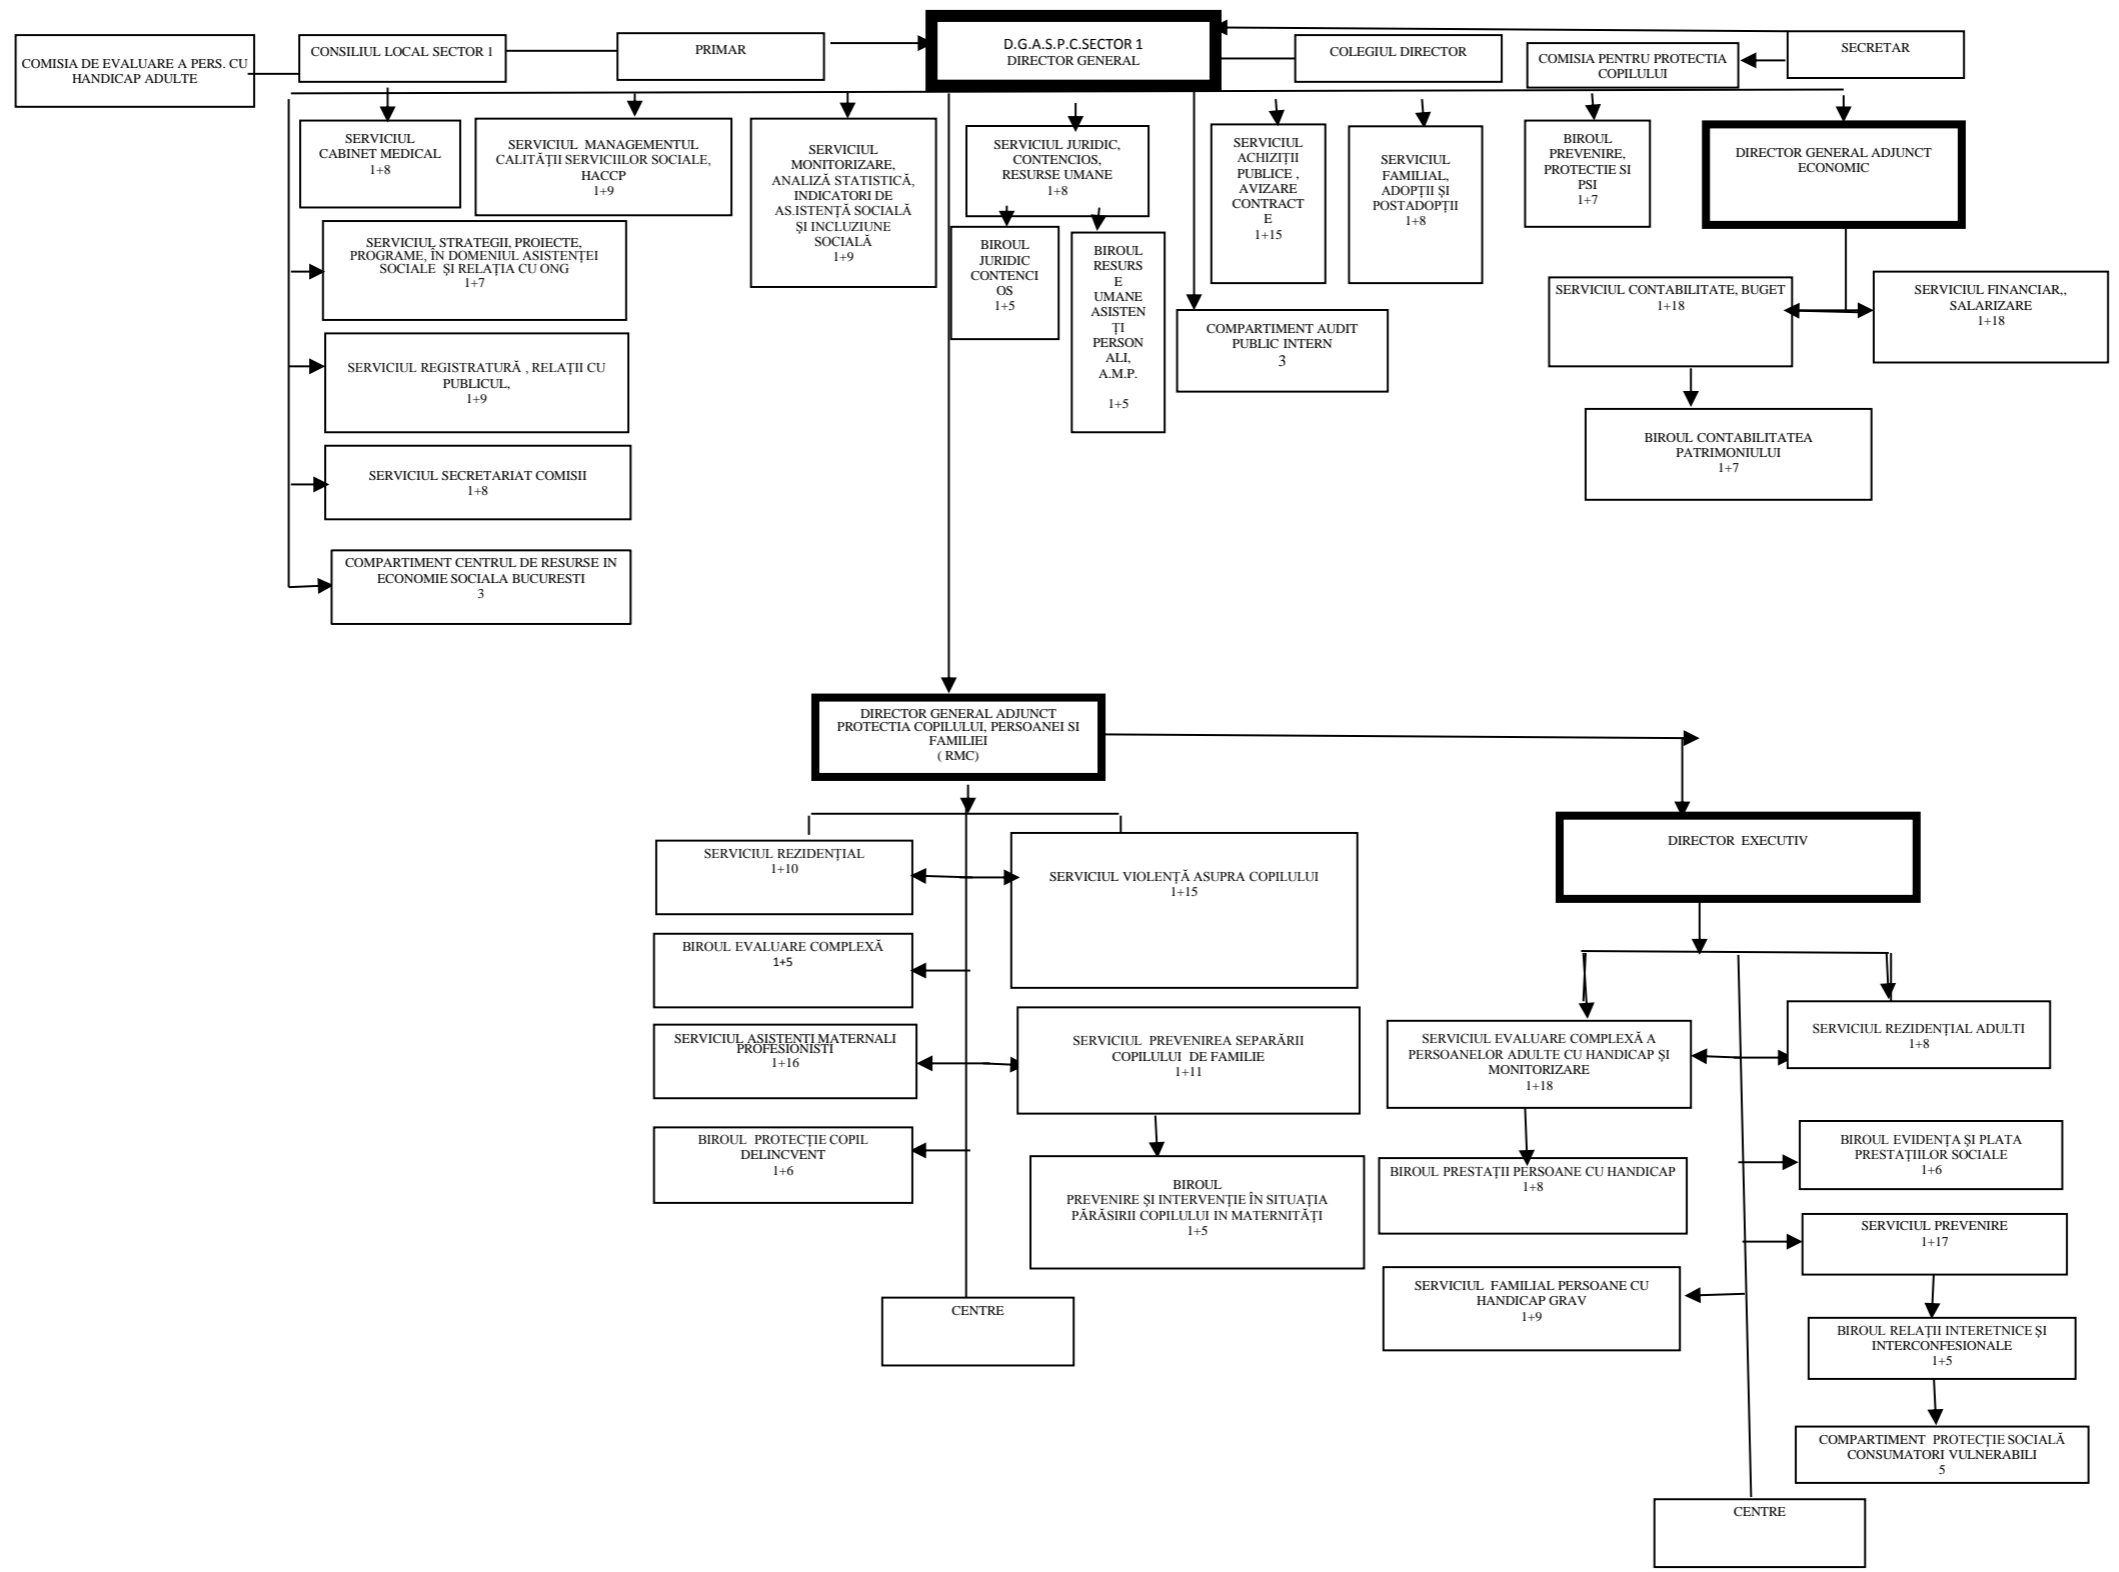 COMISIA DE EVALUARE A PERS. CU
HANDICAP ADULTE
CONSILIUL LOCAL SECTOR 1
PRIMAR
D.G.A.S.P.C.SECTOR 1
DIRECTOR GENERAL
COLEGIUL DIRECTOR
COMISIA PENTRU PROTECTIA
COPILULUI
SECRETAR
SERVICIUL
CABINET MEDICAL
1+8
SERVICIUL MANAGEMENTUL
CALITĂȚII SERVICIILOR SOCIALE,
HACCP
1+9
SERVICIUL
MONITORIZARE,
ANALIZĂ STATISTICĂ,
INDICATORI DE
AS.ISTENȚĂ SOCIALĂ
ȘI INCLUZIUNE
SOCIALĂ
1+9
SERVICIUL JURIDIC,
CONTENCIOS,
RESURSE UMANE
1+8
SERVICIUL
ACHIZIȚII
PUBLICE ,
AVIZARE
CONTRACT
E
1+15
SERVICIUL
FAMILIAL,
ADOPȚII ȘI
POSTADOPȚII
1+8
BIROUL
PREVENIRE,
PROTECTIE SI
PSI
1+7
DIRECTOR GENERAL ADJUNCT
ECONOMIC
SERVICIUL STRATEGII, PROIECTE,
PROGRAME, ÎN DOMENIUL ASISTENȚEI
SOCIALE ȘI RELAȚIA CU ONG
1+7
BIROUL
JURIDIC
CONTENCI
OS
1+5
BIROUL
RESURS
E
UMANE
ASISTEN
ȚI
PERSON
ALI,
A.M.P.
1+5
SERVICIUL CONTABILITATE, BUGET
1+18
SERVICIUL FINANCIAR,,
SALARIZARE
1+18
COMPARTIMENT AUDIT
PUBLIC INTERN
3
SERVICIUL REGISTRATURĂ , RELAȚII CU
PUBLICUL,
1+9
BIROUL CONTABILITATEA
PATRIMONIULUI
1+7
SERVICIUL SECRETARIAT COMISII
1+8
COMPARTIMENT CENTRUL DE RESURSE IN
ECONOMIE SOCIALA BUCURESTI
3
DIRECTOR GENERAL ADJUNCT
PROTECTIA COPILULUI, PERSOANEI SI
FAMILIEI
( RMC)
DIRECTOR EXECUTIV
SERVICIUL REZIDENȚIAL
1+10
SERVICIUL VIOLENȚĂ ASUPRA COPILULUI
1+15
BIROUL EVALUARE COMPLEXĂ
1+5
SERVICIUL ASISTENTI MATERNALI
PROFESIONISTI
1+16
SERVICIUL PREVENIREA SEPARĂRII
COPILULUI DE FAMILIE
1+11
BIROUL PROTECȚIE COPIL
DELINCVENT
1+6
BIROUL
PREVENIRE ȘI INTERVENȚIE ÎN SITUAȚIA
PĂRĂSIRII COPILULUI IN MATERNITĂȚI
1+5
CENTRE
SERVICIUL EVALUARE COMPLEXĂ A
PERSOANELOR ADULTE CU HANDICAP ȘI
MONITORIZARE
1+18
SERVICIUL REZIDENȚIAL ADULTI
1+8
BIROUL PRESTAȚII PERSOANE CU HANDICAP
1+8
BIROUL EVIDENȚA ȘI PLATA
PRESTAȚIILOR SOCIALE
1+6
SERVICIUL PREVENIRE
1+17
SERVICIUL FAMILIAL PERSOANE CU
HANDICAP GRAV
1+9
BIROUL RELAȚII INTERETNICE ȘI
INTERCONFESIONALE
1+5
COMPARTIMENT PROTECȚIE SOCIALĂ
CONSUMATORI VULNERABILI
5
CENTRE